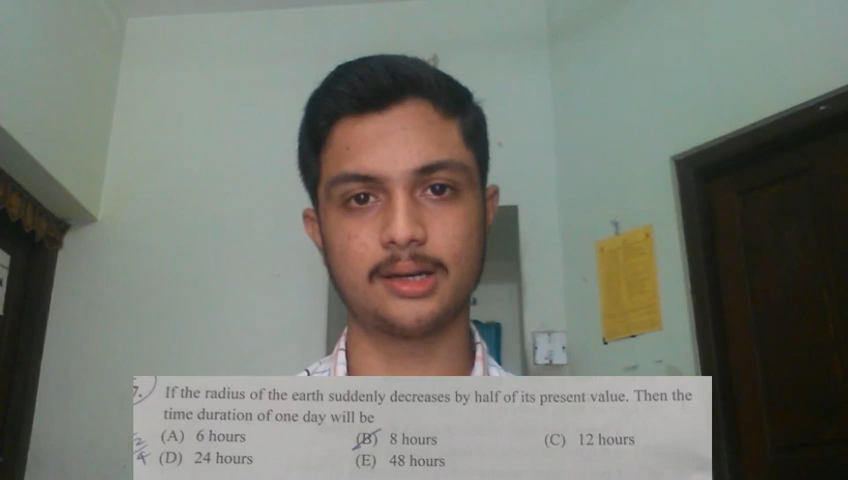 7. If the radius of the earth suddenly decreases by half of its present value. Then the
time duration of one day will be
(A) 6 hours (B) 8 hours (C) 12 hours
(D) 24 hours (E) 48 hours